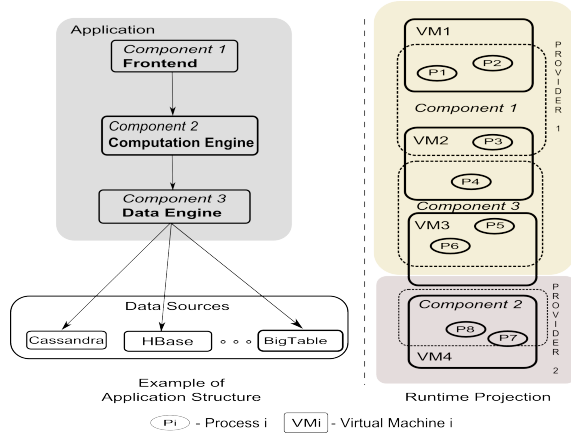 Application
Component 1
Frontend
Component 2
Computation Engine
Component 3
Data Engine
Data Sources
Cassandra
HBase
BigTable
Example of
Application Structure
VM1
P1
P2
Component 1
VM2
P3
P4
Component 3
VM3
P5
P6
PROVIDER 1
Component 2
P8
P7
VM4
PROVIDER 2
Runtime Projection
Pi - Process i
VMi - Virtual Machine i